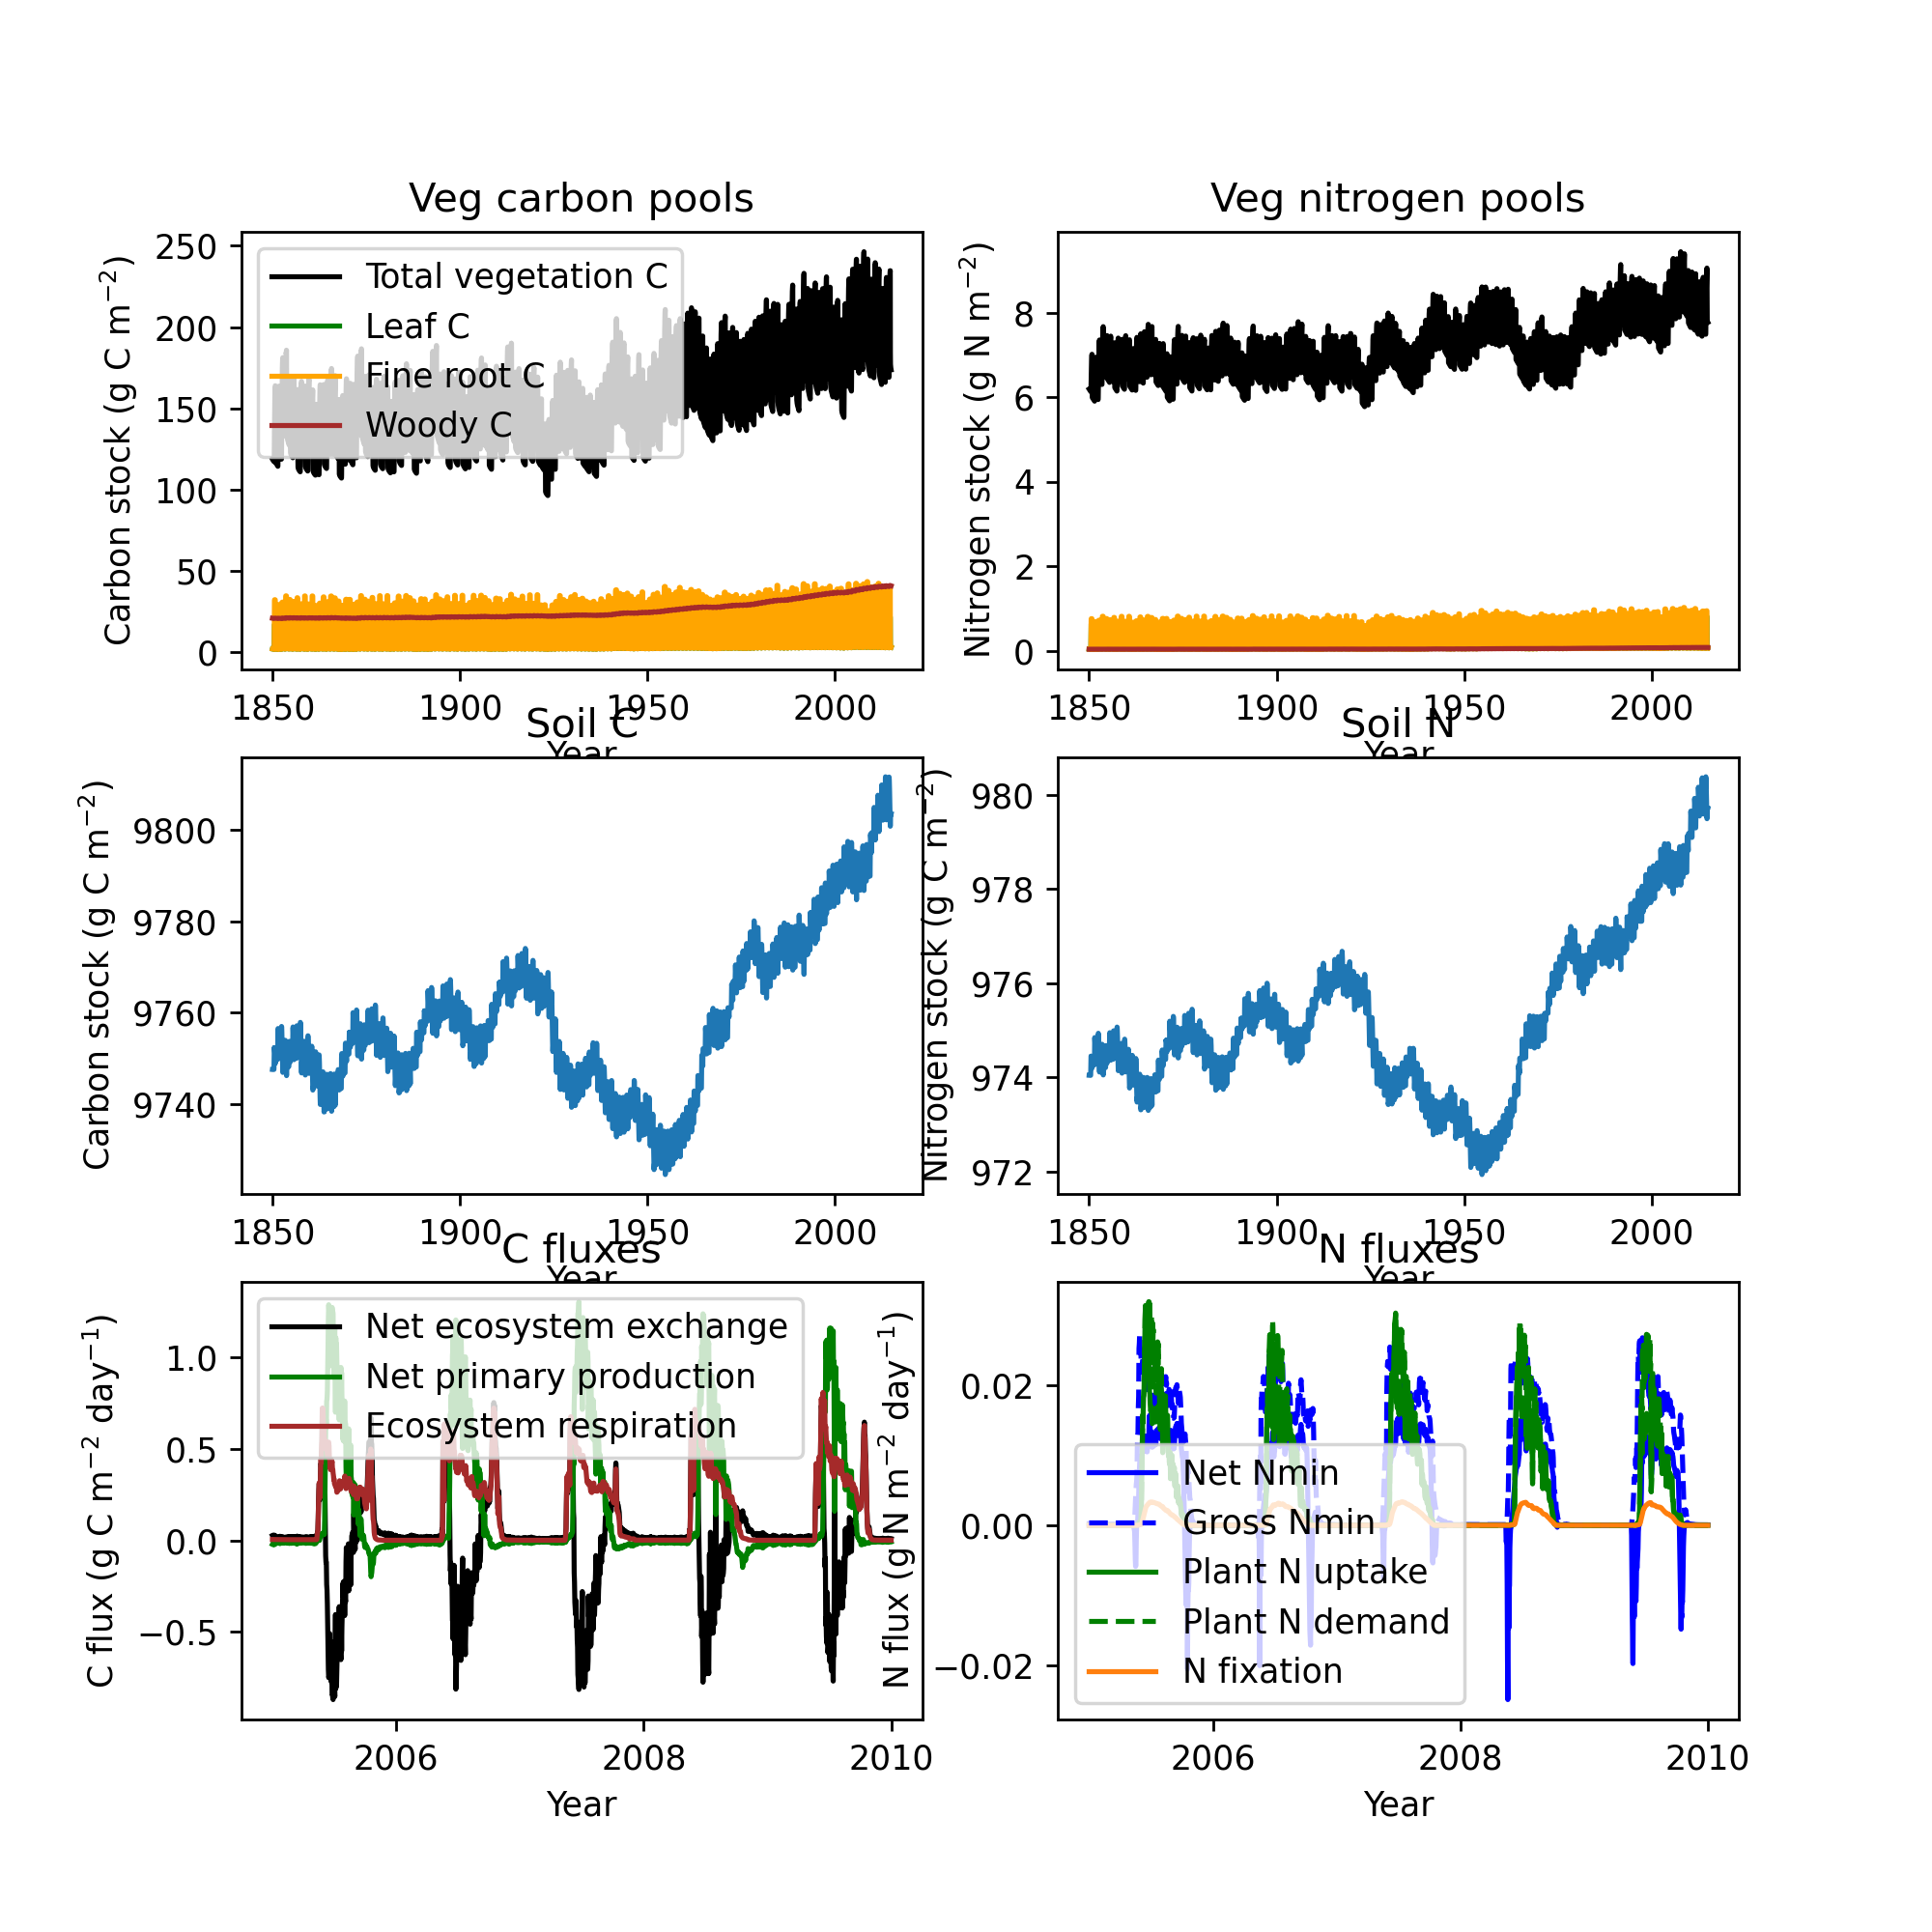 Veg carbon pools
Carbon stock (g C m⁻²)
250
200
150
100
50
0
Total vegetation C
Leaf C
Fine root C
Woody C
1850 1900 1950 2000
Year
Veg nitrogen pools
Nitrogen stock (g N m⁻²)
8
6
4
2
0
1850 1900 1950 2000
Year
Soil C
Carbon stock (g C m⁻²)
9800
9780
9760
9740
1850 1900 1950 2000
Year
Soil N
Nitrogen stock (g C m⁻²)
980
978
976
974
972
1850 1900 1950 2000
Year
C fluxes
C flux (g C m⁻² day⁻¹)
1.0
0.5
0.0
−0.5
Net ecosystem exchange
Net primary production
Ecosystem respiration
2006 2008 2010
Year
N fluxes
N flux (g N m⁻² day⁻¹)
0.02
0.00
−0.02
Net Nmin
Gross Nmin
Plant N uptake
Plant N demand
N fixation
2006 2008 2010
Year